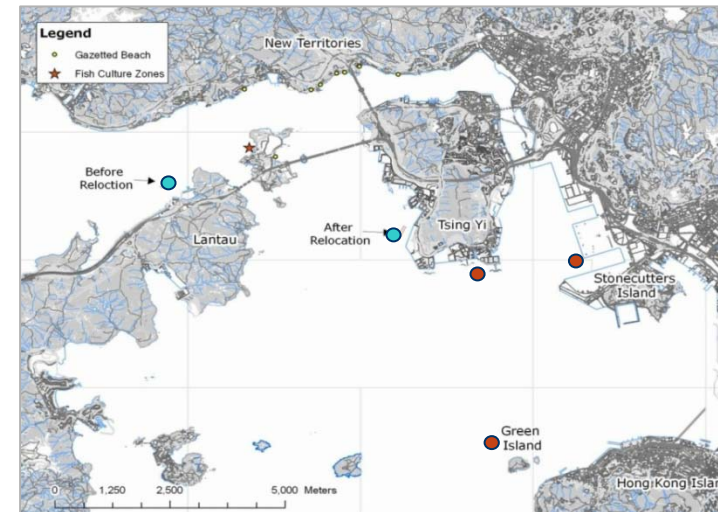 Legend
Gazetted Beach
Fish Culture Zones
New Territories
Before
Reloction
Lantau
After
Relocation
Tsing Yi
Stonecutters
Island
Green
Island
Hong Kong Islar
0 1,250 2,500 5,000 Meters